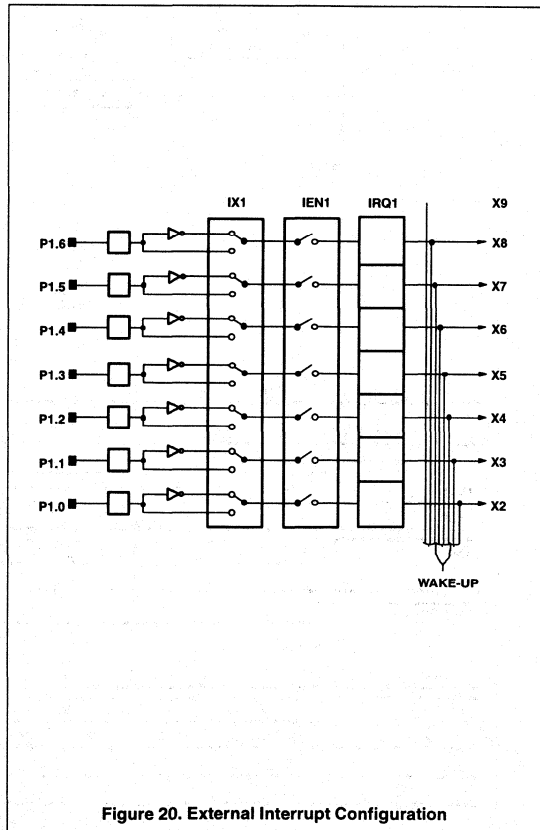 IX1 IEN1 IRQ1 X9
P1.6 X8
P1.5 X7
P1.4 X6
P1.3 X5
P1.2 X4
P1.1 X3
P1.0 X2
WAKE-UP
Figure 20. External Interrupt Configuration